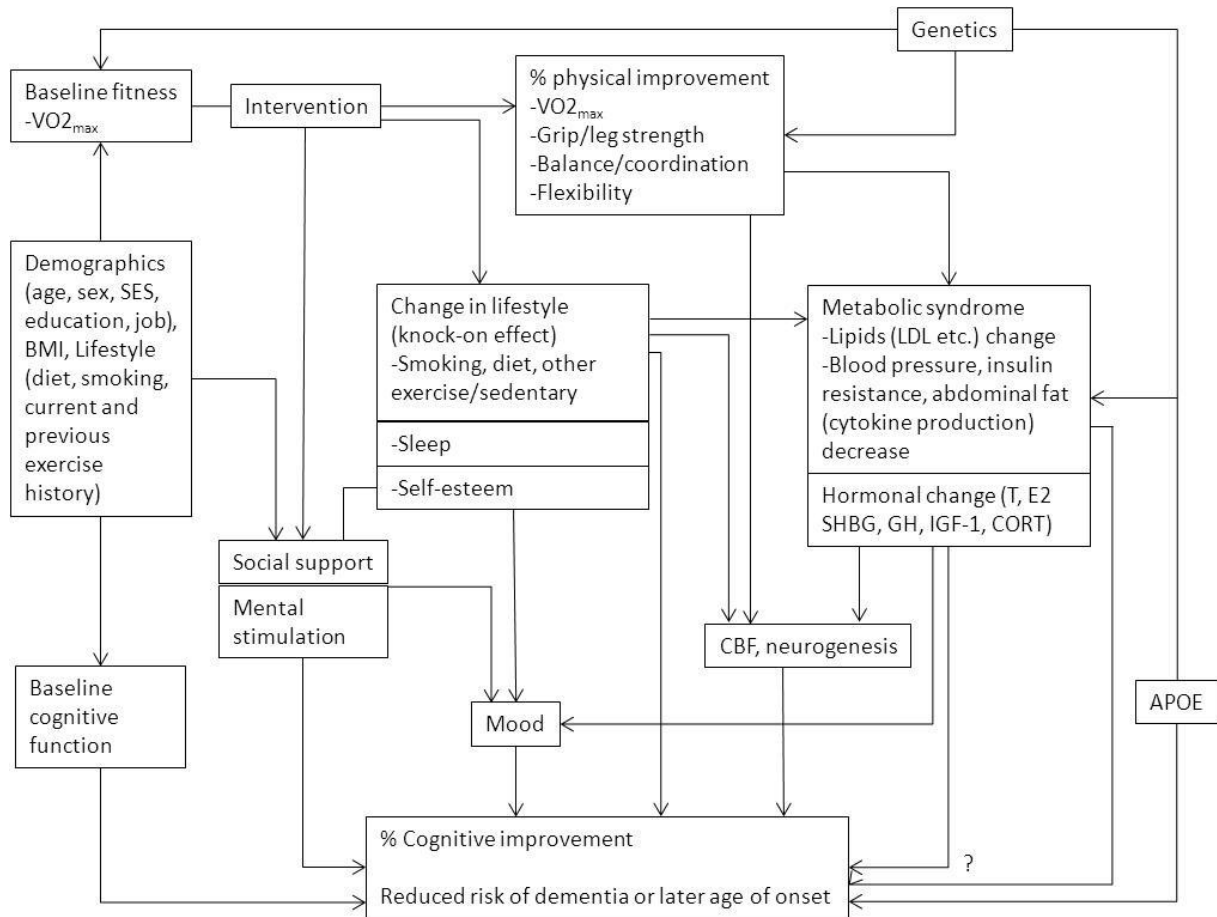 Genetics
Baseline fitness
-VO2max
Intervention
% physical improvement
-VO2max
-Grip/leg strength
-Balance/coordination
-Flexibility
Demographics
(age, sex, SES,
education, job),
BMI, Lifestyle
(diet, smoking,
current and
previous
exercise
history)
Change in lifestyle
(knock-on effect)
-Smoking, diet, other
exercise/sedentary
-Sleep
-Self-esteem
Metabolic syndrome
-Lipids (LDL etc.) change
-Blood pressure, insulin
resistance, abdominal fat
(cytokine production)
decrease
Hormonal change (T, E2
SHBG, GH, IGF-1, CORT)
Social support
Mental
stimulation
CBF, neurogenesis
Baseline
cognitive
function
Mood
APOE
% Cognitive improvement
?
Reduced risk of dementia or later age of onset